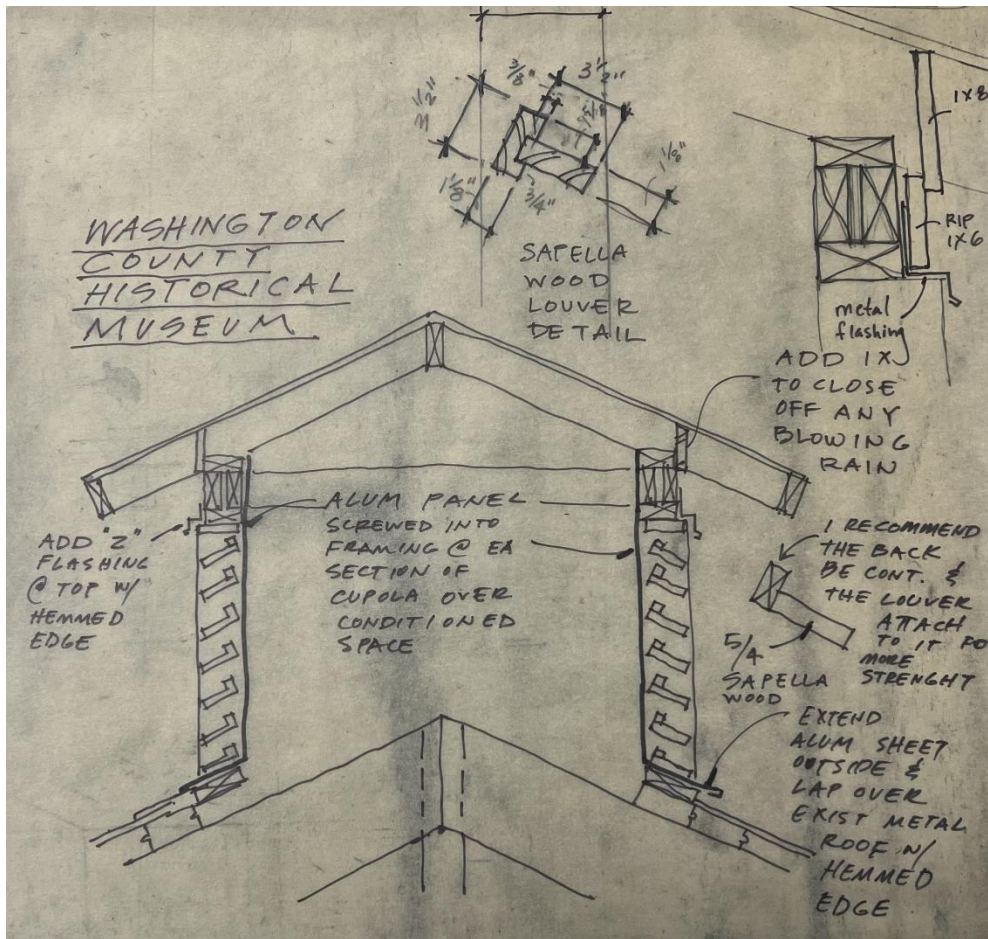 WASHINGTON
COUNTY
HISTORICAL
MUSEUM
3/8"
3 1/2"
3 1/2"
1 1/8"
3/4"
1 1/8"
SAPELLA
WOOD
LOUVER
DETAIL
1X8
RIP
1X6
metal
flashing
ADD 1X
TO CLOSE
OFF ANY
BLOWING
RAIN
ADD "Z"
FLASHING
@ TOP W/
HEMMED
EDGE
ALUM PANEL
SCREWED INTO
FRAMING @ EA
SECTION OF
CUPOLA OVER
CONDITIONED
SPACE
I RECOMMEND
THE BACK
BE CONT. &
THE LOUVER
ATTACH
TO IT FO
MORE
STRENGHT
5/4
SAPELLA
WOOD
EXTEND
ALUM SHEET
OUTSIDE &
LAP OVER
EXIST METAL
ROOF W/
HEMMED
EDGE